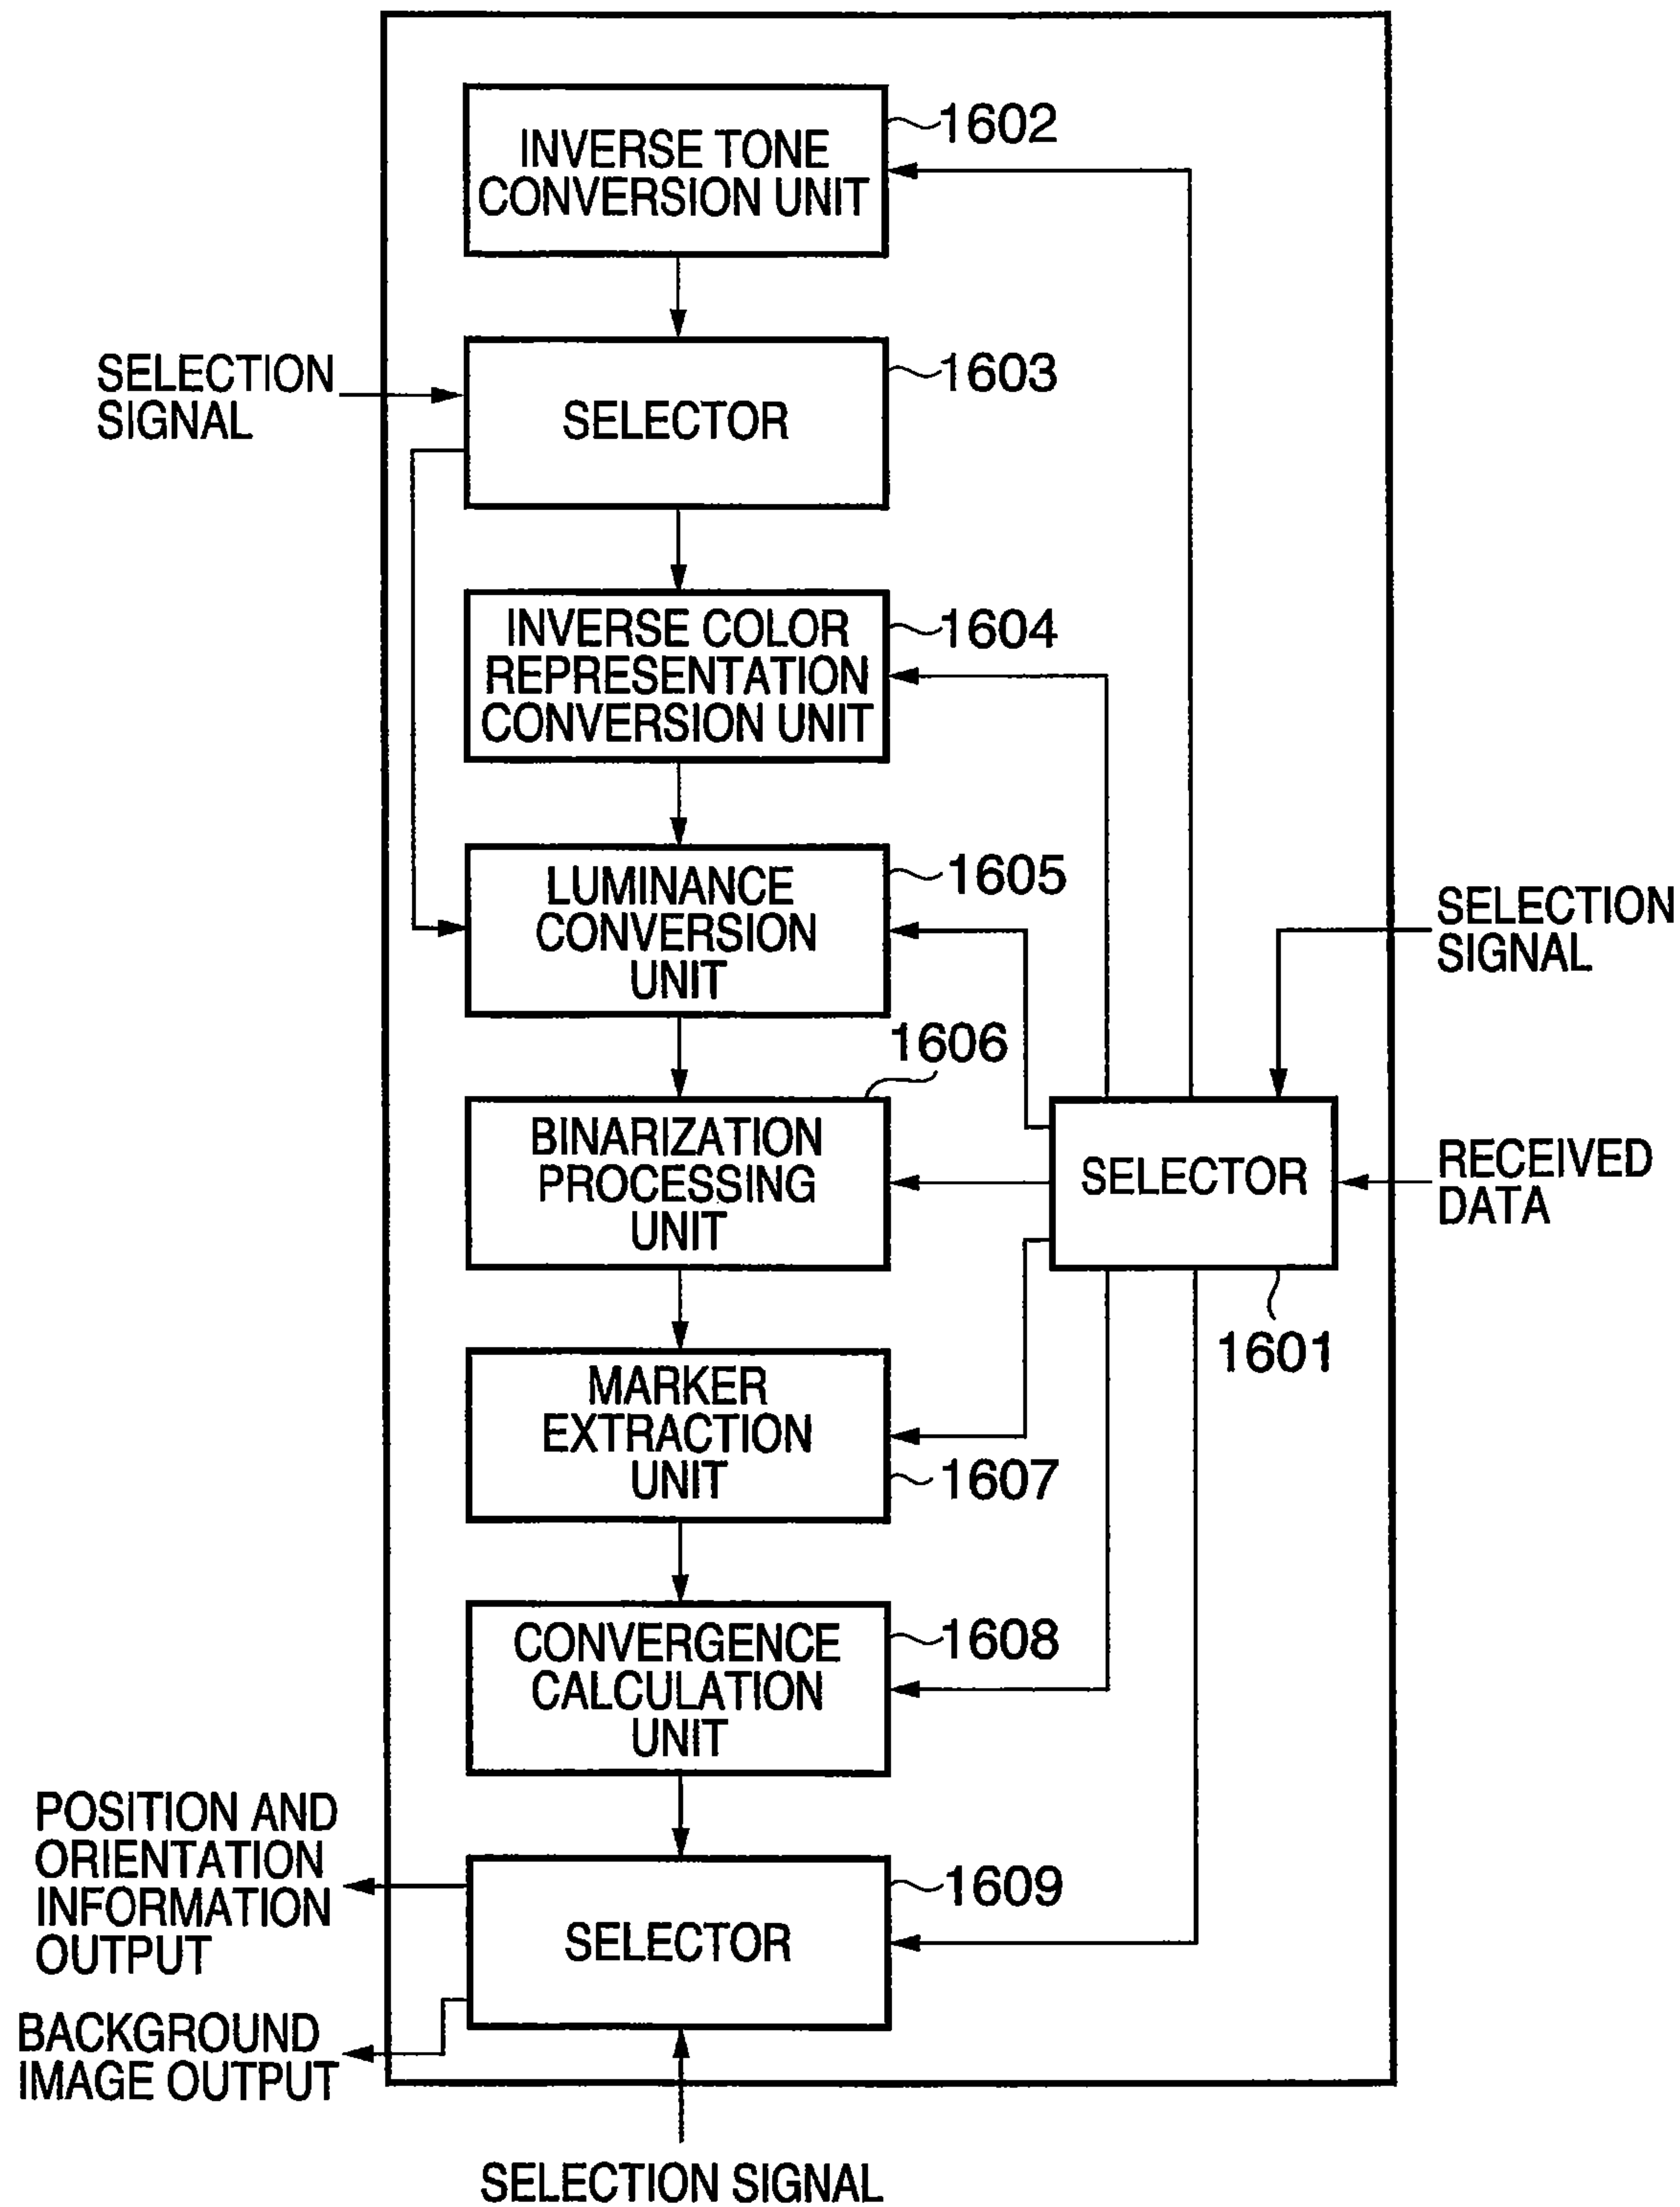 INVERSE TONE
CONVERSION UNIT
1602
SELECTION
SIGNAL
SELECTOR
1603
INVERSE COLOR
REPRESENTATION
CONVERSION UNIT
1604
LUMINANCE
CONVERSION
UNIT
1605
SELECTION
SIGNAL
BINARIZATION
PROCESSING
UNIT
1606
SELECTOR
1601
RECEIVED
DATA
MARKER
EXTRACTION
UNIT
1607
CONVERGENCE
CALCULATION
UNIT
1608
POSITION AND
ORIENTATION
INFORMATION
OUTPUT
SELECTOR
1609
BACKGROUND
IMAGE OUTPUT
SELECTION SIGNAL